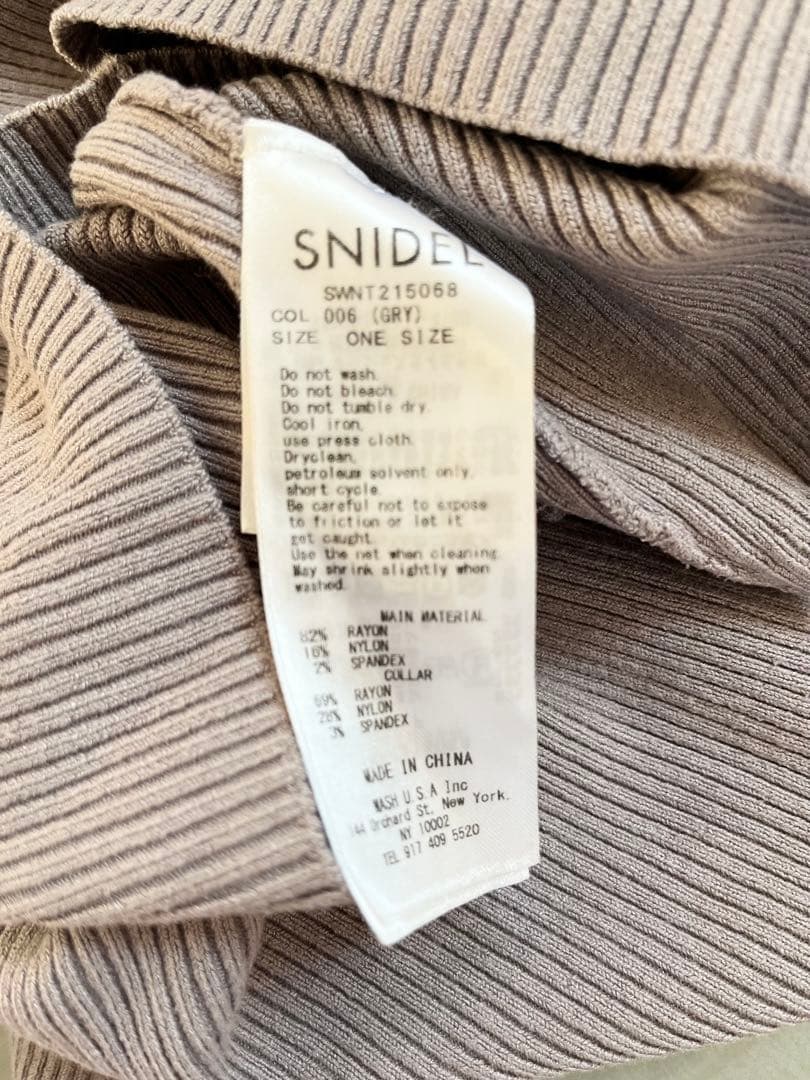 SNIDEL
SWNT215068
COL 006 (GRY)
SIZE ONE SIZE
Do not wash.
Do not bleach.
Do not tumble dry.
Cool iron.
use press cloth.
Dryclean.
petroleum solvent only.
short cycle.
Be careful not to expose
to friction or let it
get caught.
Use the net when cleaning.
May shrink slightly when
washed.
MAIN MATERIAL
82% RAYON
16% NYLON
2% SPANDEX
COLLAR
69% RAYON
28% NYLON
3% SPANDEX
MADE IN CHINA
MASH U.S.A Inc
144 Orchard St. New York.
NY 10002
TEL 917 409 5520